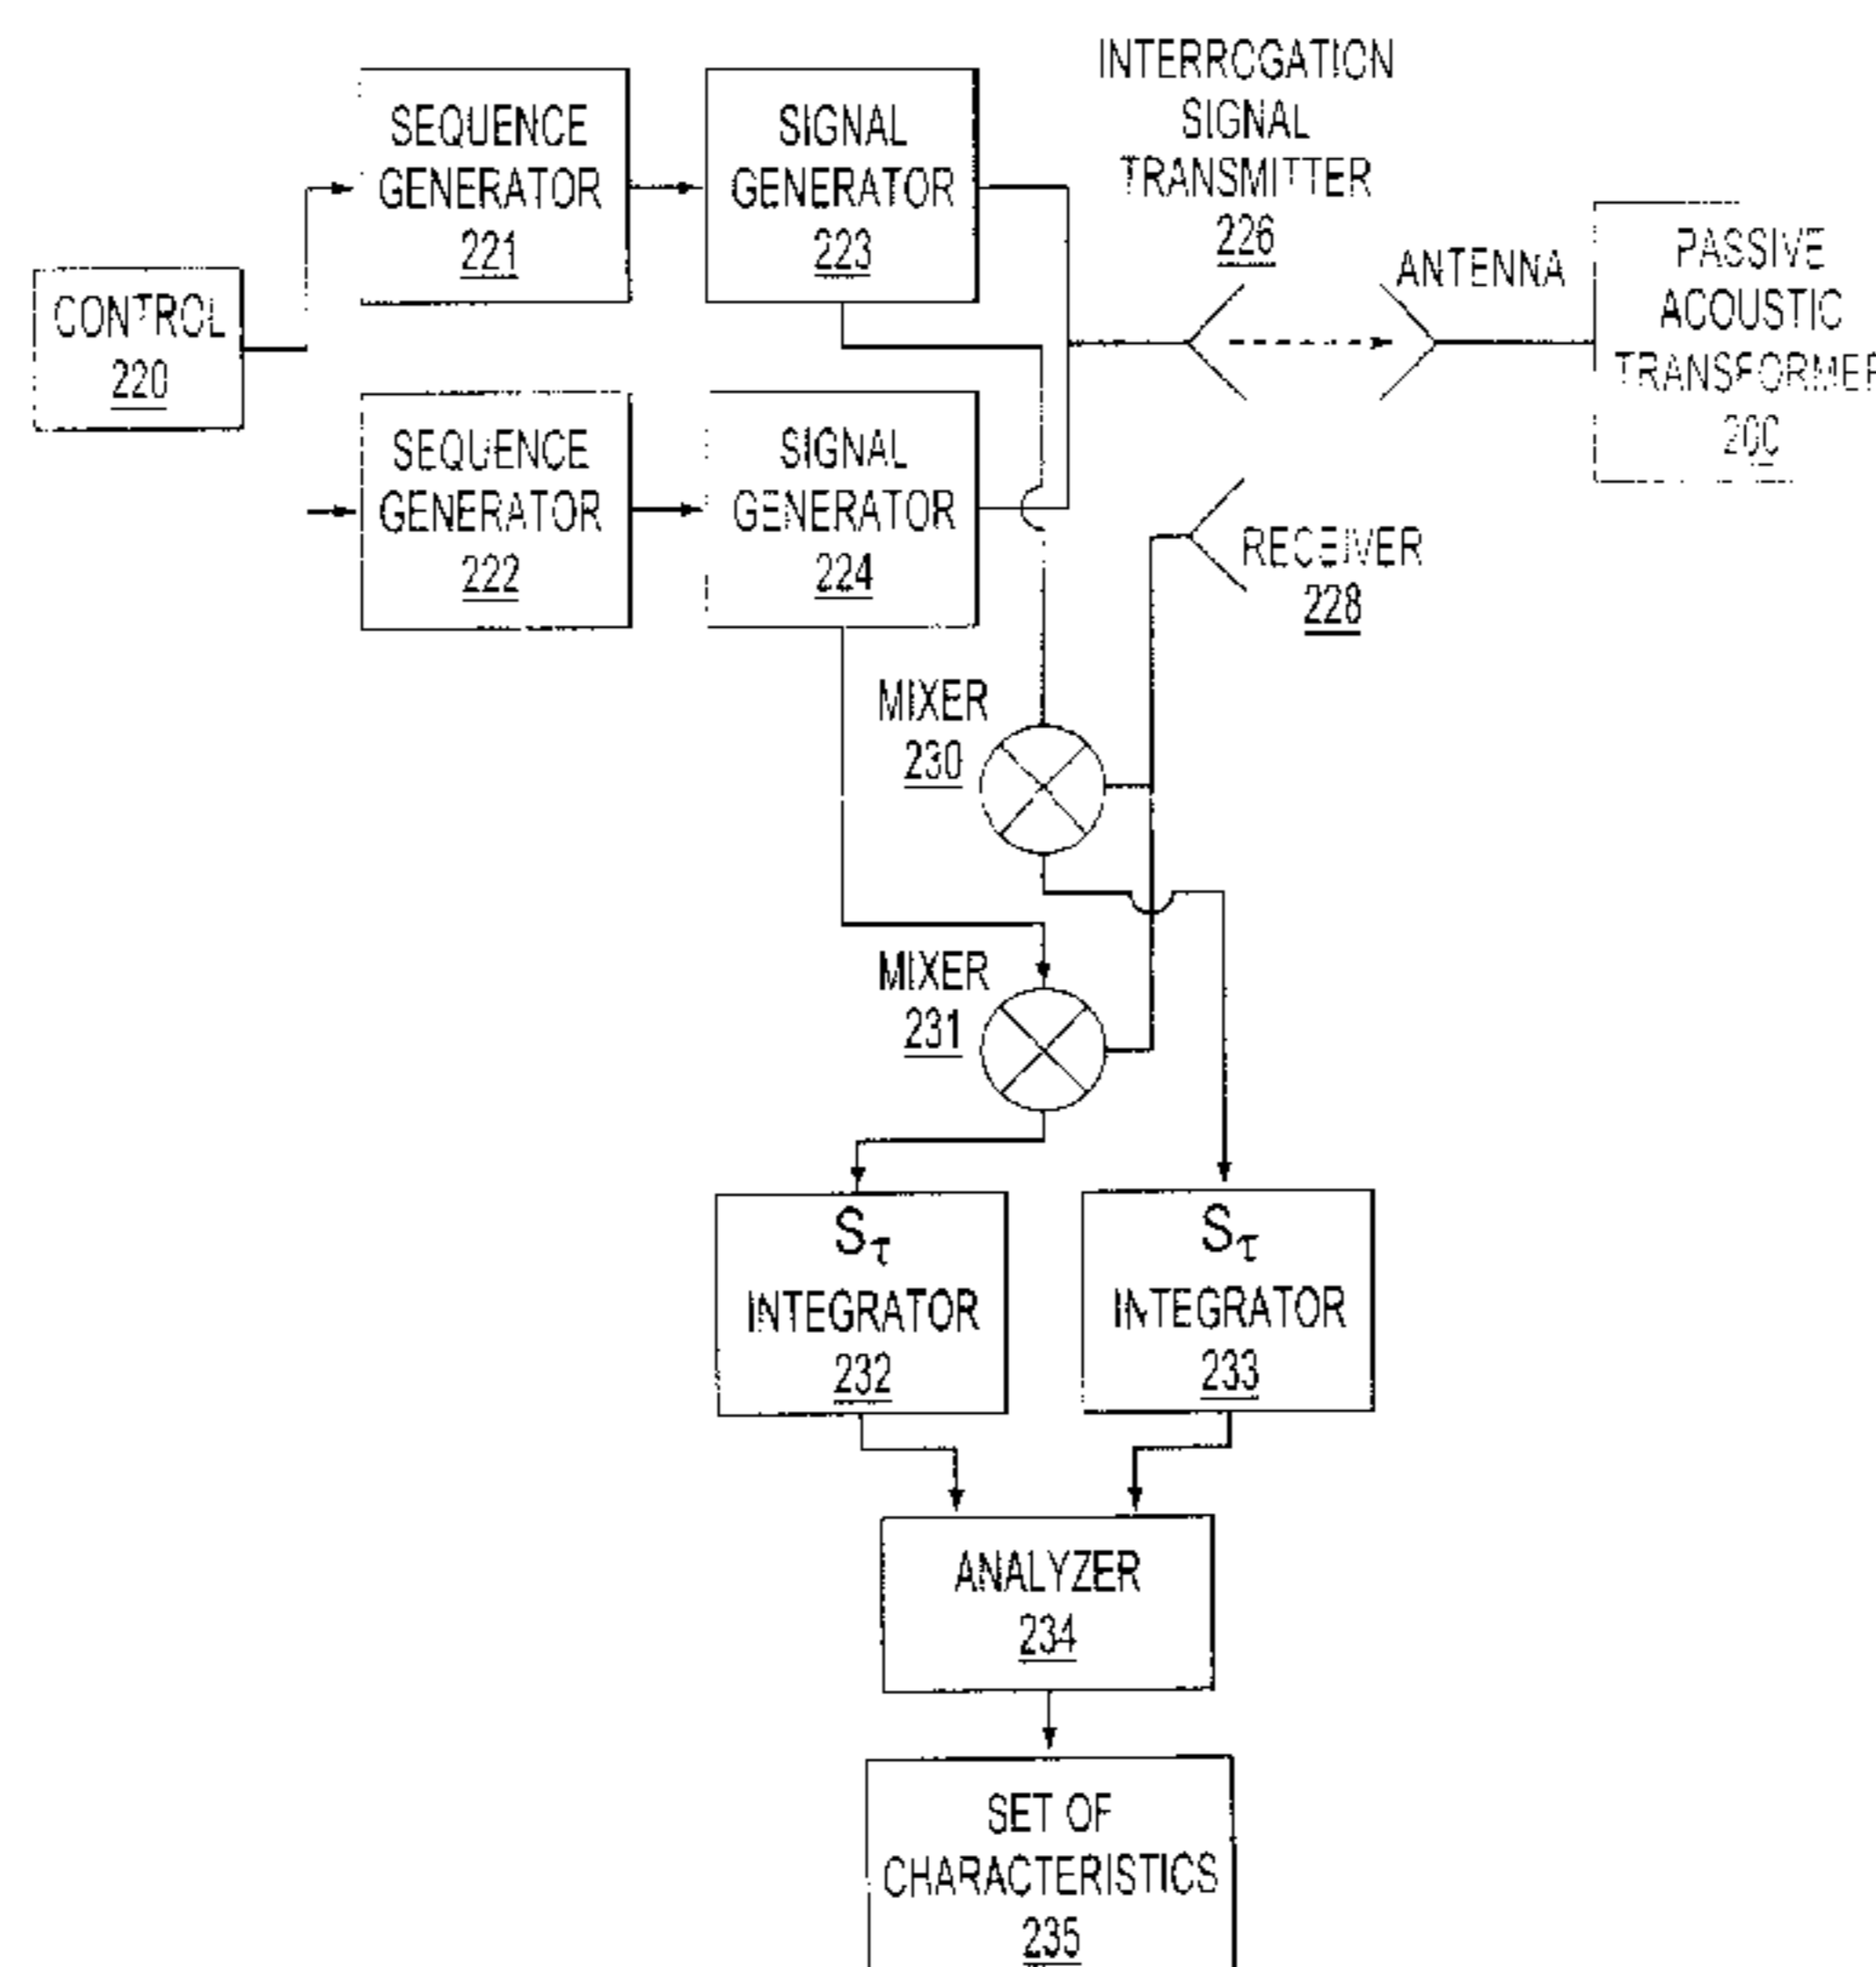 CONTROL
220
SEQUENCE
GENERATOR
221
SIGNAL
GENERATOR
223
INTERROGATION
SIGNAL
TRANSMITTER
226
ANTENNA
PASSIVE
ACOUSTIC
TRANSFORMER
200
SEQUENCE
GENERATOR
222
SIGNAL
GENERATOR
224
RECEIVER
228
MIXER
230
MIXER
231
Sτ
INTEGRATOR
232
Sτ
INTEGRATOR
233
ANALYZER
234
SET OF
CHARACTERISTICS
235